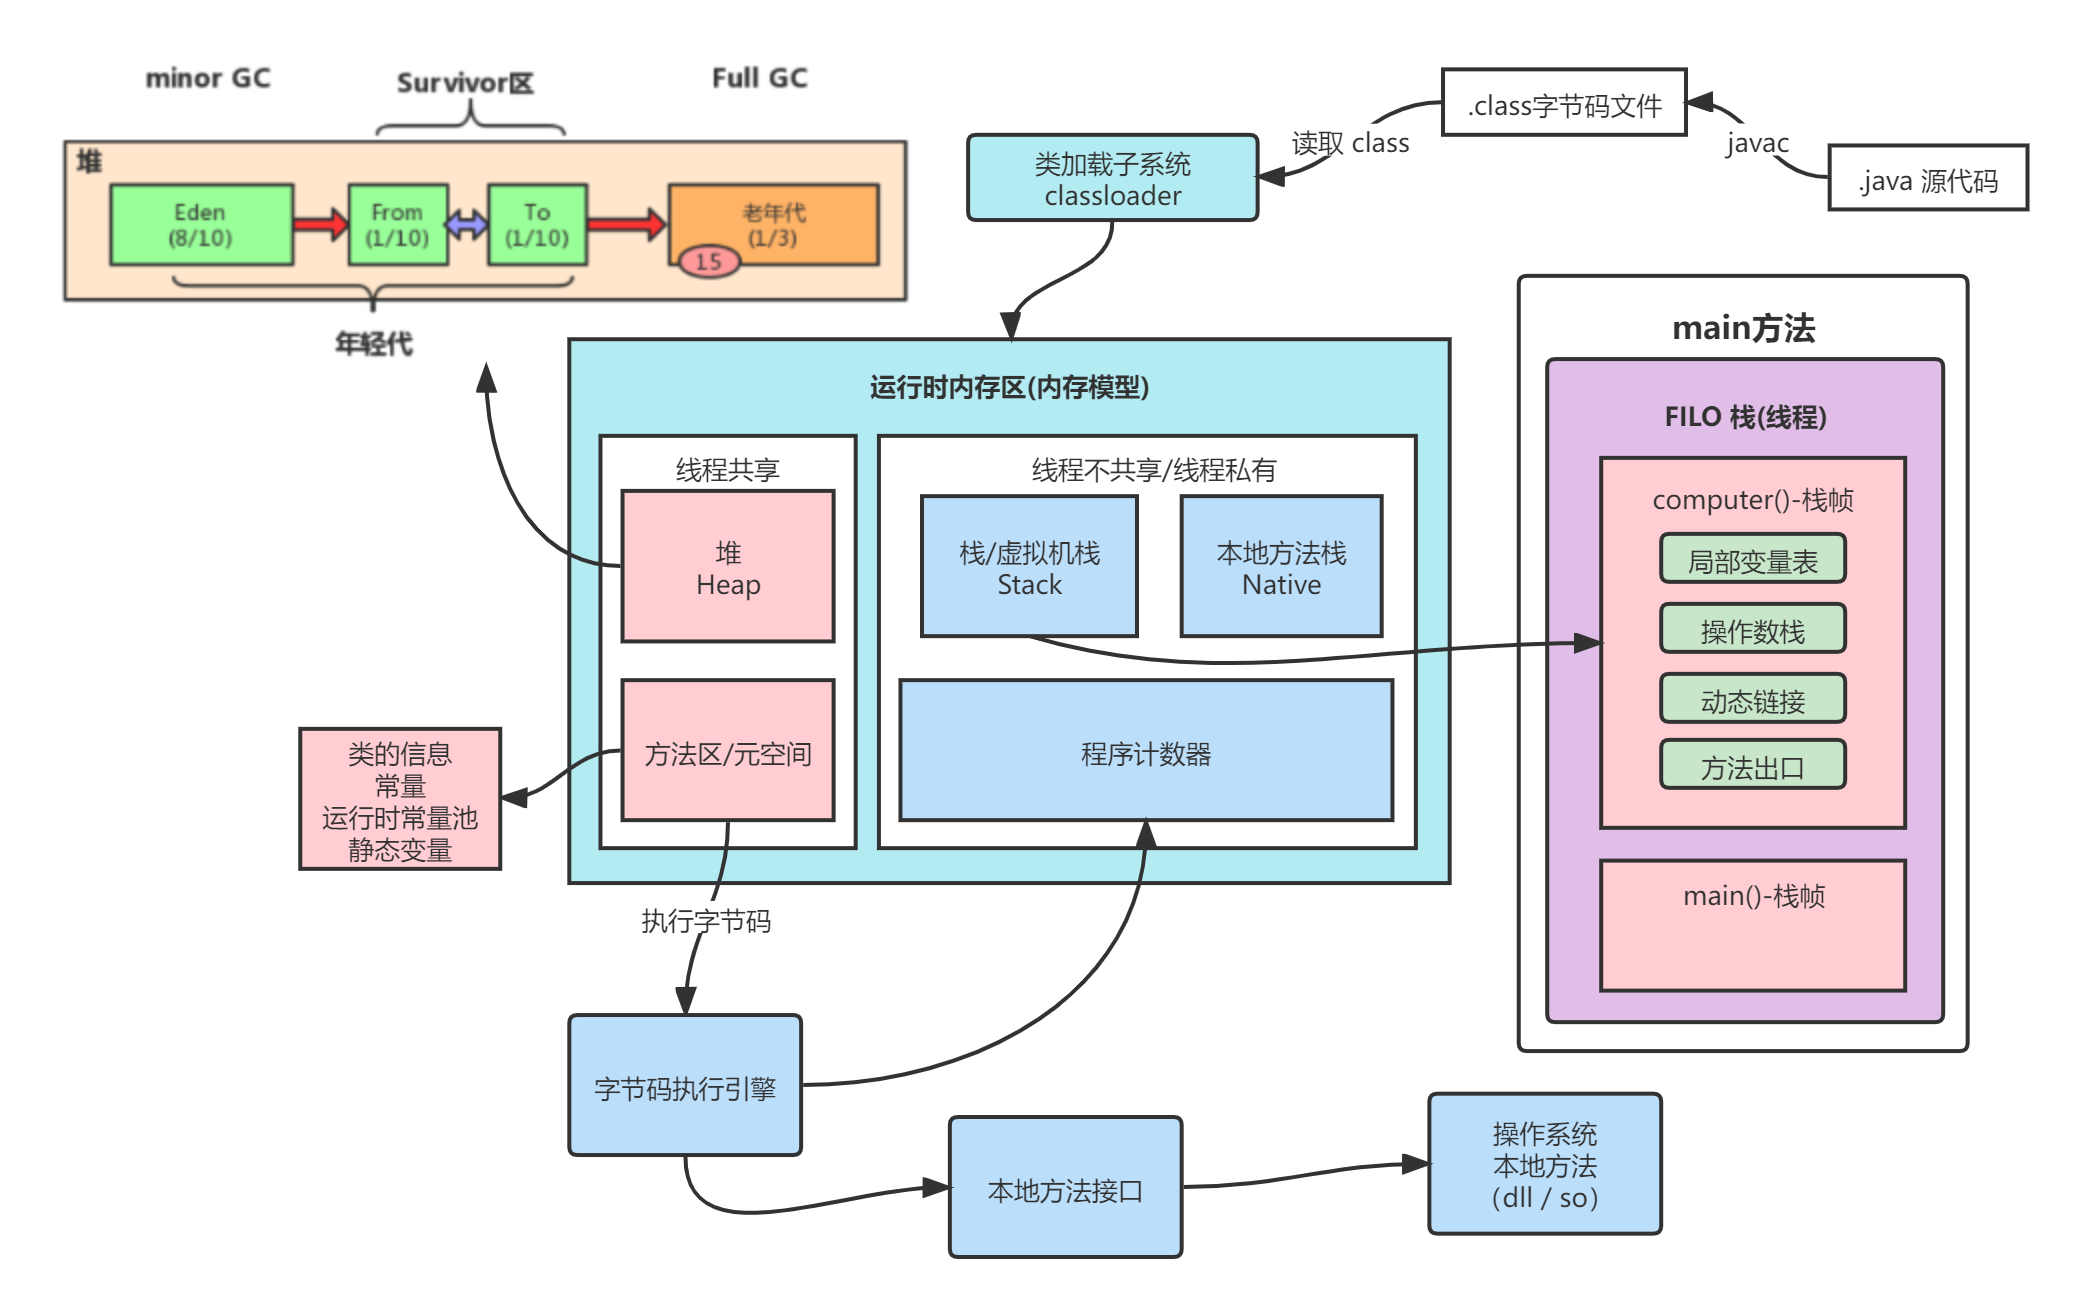 minor GC
Survivor区
Full GC
堆
Eden
(8/10)
From
(1/10)
To
(1/10)
老年代
(1/3)
15
年轻代
.java 源代码
javac
.class字节码文件
读取 class
类加载子系统
classloader
运行时内存区(内存模型)
线程共享
堆
Heap
方法区/元空间
线程不共享/线程私有
栈/虚拟机栈
Stack
本地方法栈
Native
程序计数器
类的信息
常量
运行时常量池
静态变量
main方法
FILO 栈(线程)
computer()-栈帧
局部变量表
操作数栈
动态链接
方法出口
main()-栈帧
执行字节码
字节码执行引擎
本地方法接口
操作系统
本地方法
（dll / so）